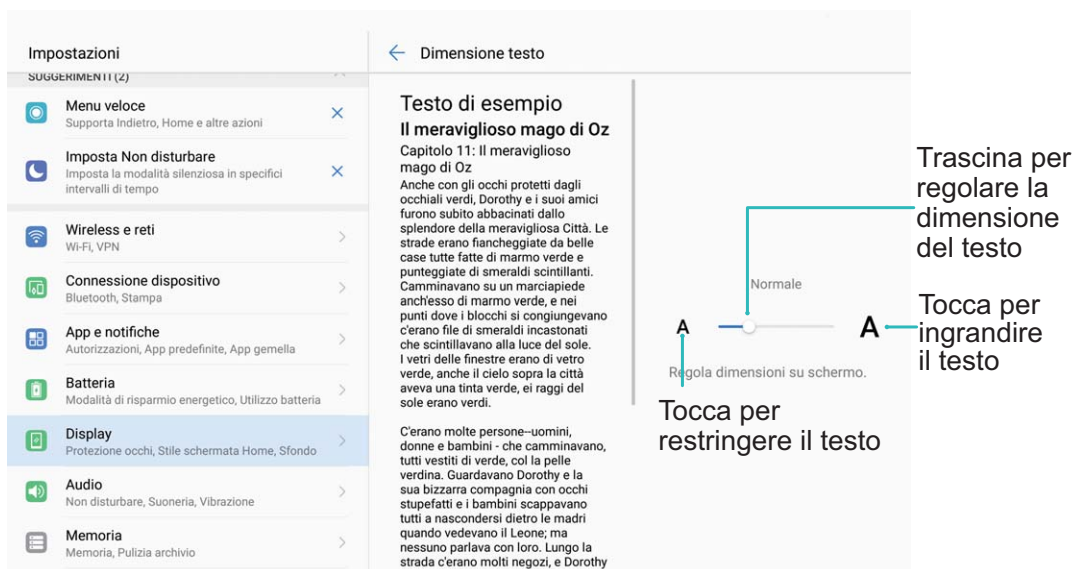 Impostazioni
SUGGERIMENTI (2)
Menu veloce
Supporta Indietro, Home e altre azioni
Imposta Non disturbare
Imposta la modalità silenziosa in specifici
intervalli di tempo
Wireless e reti
Wi-Fi, VPN
Connessione dispositivo
Bluetooth, Stampa
App e notifiche
Autorizzazioni, App predefinite, App gemella
Batteria
Modalità di risparmio energetico, Utilizzo batteria
Display
Protezione occhi, Stile schermata Home, Sfondo
Audio
Non disturbare, Suoneria, Vibrazione
Memoria
Memoria, Pulizia archivio
Dimensione testo
Testo di esempio
Il meraviglioso mago di Oz
Capitolo 11: Il meraviglioso
mago di Oz
Anche con gli occhi protetti dagli
occhiali verdi, Dorothy e i suoi amici
furono subito abbacinati dallo
splendore della meravigliosa Città. Le
strade erano fiancheggiate da belle
case tutte fatte di marmo verde e
punteggiate di smeraldi scintillanti.
Camminavano su un marciapiede
anch'esso di marmo verde, e nei
punti dove i blocchi si congiungevano
c'erano file di smeraldi incastonati
che scintillavano alla luce del sole.
I vetri delle finestre erano di vetro
verde, anche il cielo sopra la città
aveva una tinta verde, ei raggi del
sole erano verdi.
C'erano molte persone--uomini,
donne e bambini - che camminavano,
tutti vestiti di verde, col la pelle
verdina. Guardavano Dorothy e la
sua bizzarra compagnia con occhi
stupefatti e i bambini scappavano
tutti a nascondersi dietro le madri
quando vedevano il Leone; ma
nessuno parlava con loro. Lungo la
strada c'erano molti negozi, e Dorothy
Normale
A A
Regola dimensioni su schermo.
Trascina per
regolare la
dimensione
del testo
Tocca per
ingrandire
il testo
Tocca per
restringere il testo